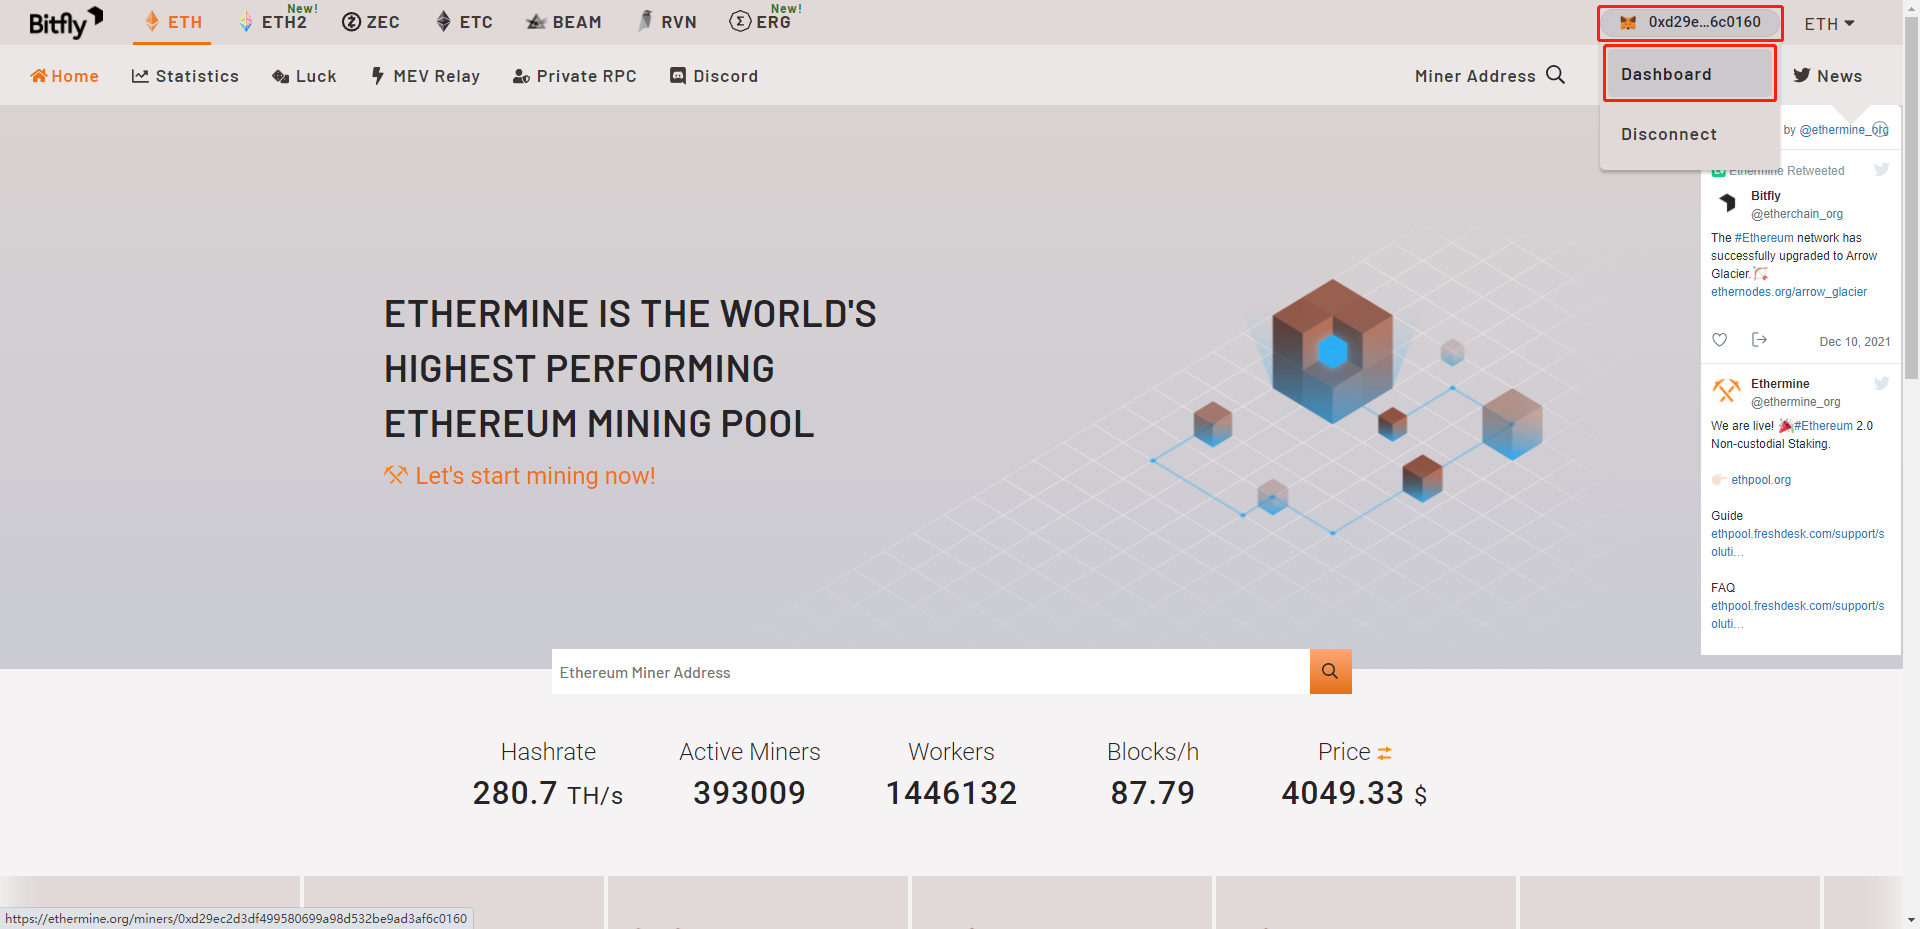 Bitfly
ETH
ETH2 New!
ZEC
ETC
BEAM
RVN
ERG New!
0xd29e...6c0160
ETH
Home
Statistics
Luck
MEV Relay
Private RPC
Discord
Miner Address
Dashboard
Disconnect
News
by @ethermine_org
Ethermine Retweeted
Bitfly
@etherchain_org
The #Ethereum network has
successfully upgraded to Arrow
Glacier.
ethernodes.org/arrow_glacier
Dec 10, 2021
Ethermine
@ethermine_org
We are live! #Ethereum 2.0
Non-custodial Staking.
ethpool.org
Guide
ethpool.freshdesk.com/support/s
oluti…
FAQ
ethpool.freshdesk.com/support/s
oluti…
ETHERMINE IS THE WORLD'S
HIGHEST PERFORMING
ETHEREUM MINING POOL
Let's start mining now!
Ethereum Miner Address
Hashrate
280.7 TH/s
Active Miners
393009
Workers
1446132
Blocks/h
87.79
Price
4049.33 $
https://ethermine.org/miners/0xd29ec2d3df499580699a98d532be9ad3af6c0160